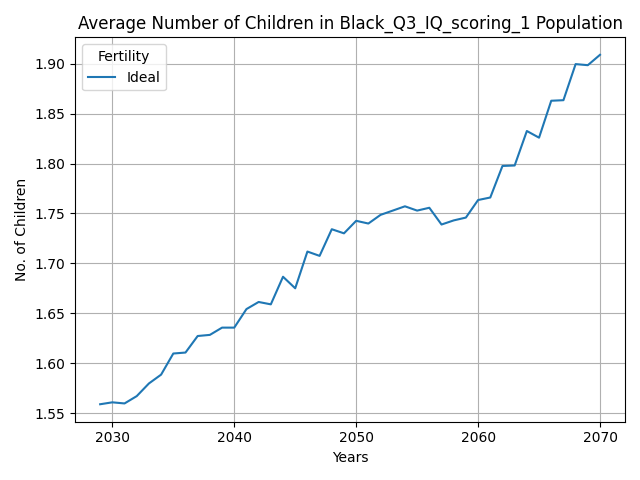 Average Number of Children in Black_Q3_IQ_scoring_1 Population
Fertility
Ideal
No. of Children
1.90
1.85
1.80
1.75
1.70
1.65
1.60
1.55
2030 2040 2050 2060 2070
Years